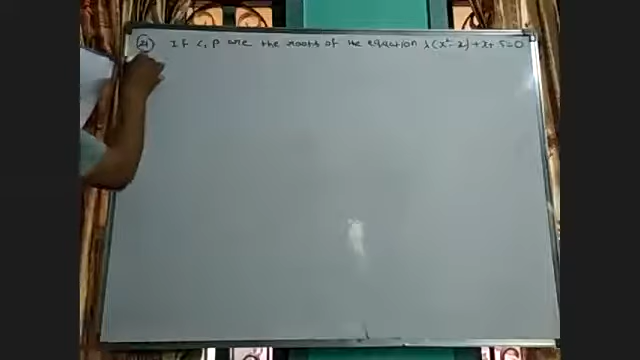 (21) If α, β are the roots of the equation λ(x²-x)+x+5=0